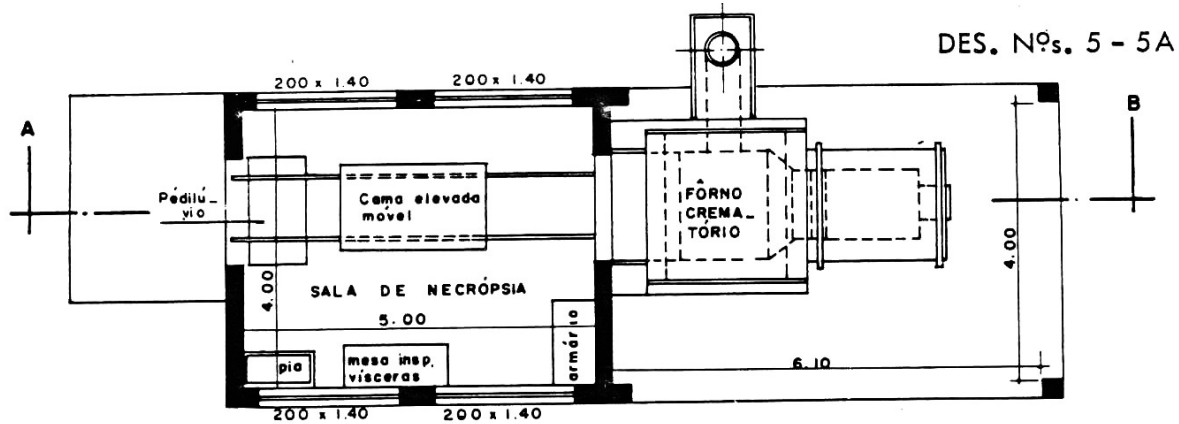 DES. Nºs. 5 - 5A
200 x 1.40
200 x 1.40
A
B
Pédilú_
vio
Cama elevada
móvel
FÔRNO
CREMA_
TÓRIO
4.00
4.00
SALA DE NECRÓPSIA
5.00
armário
pia
mesa insp.
vísceras
6.10
200 x 1.40
200 x 1.40